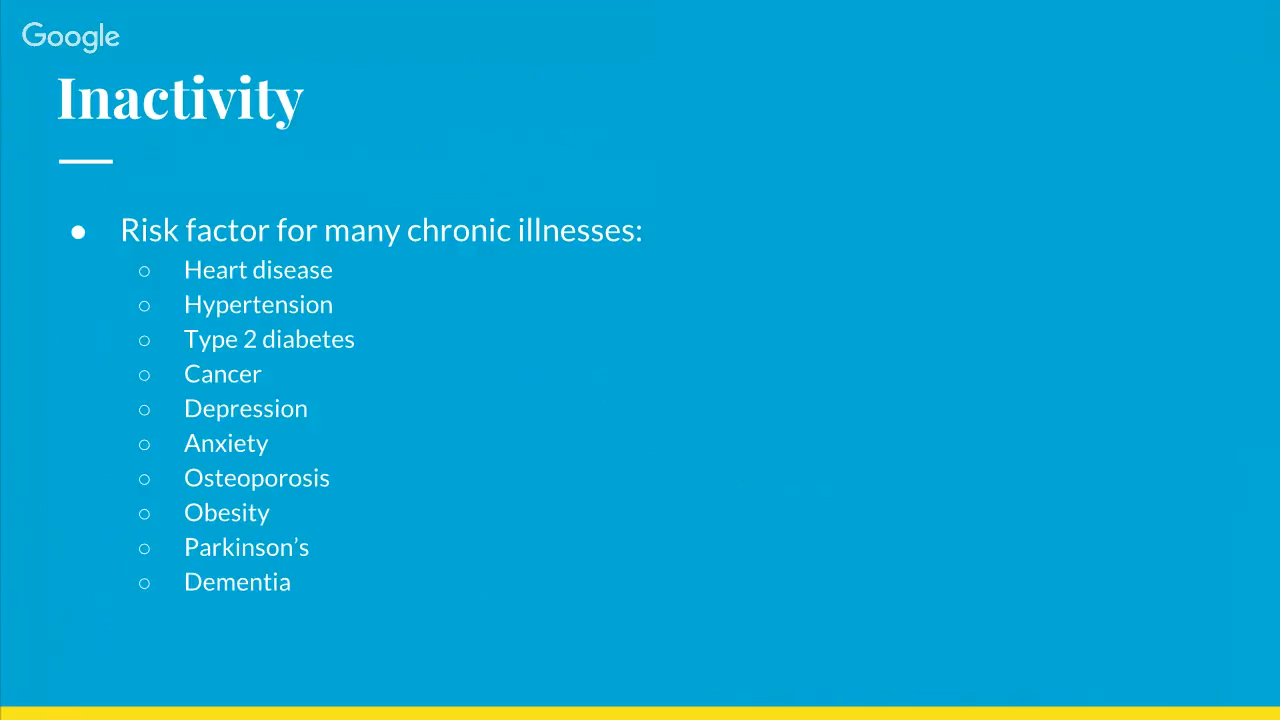 Google
Inactivity
● Risk factor for many chronic illnesses:
○ Heart disease
○ Hypertension
○ Type 2 diabetes
○ Cancer
○ Depression
○ Anxiety
○ Osteoporosis
○ Obesity
○ Parkinson’s
○ Dementia